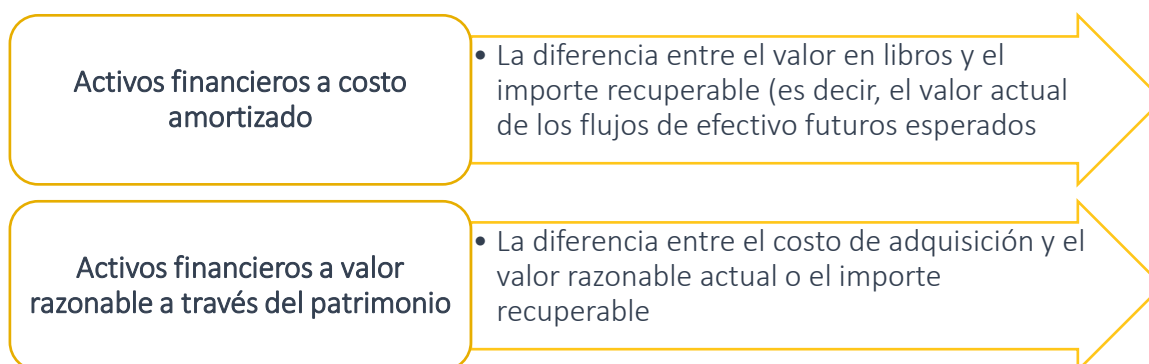 Activos financieros a costo
amortizado
• La diferencia entre el valor en libros y el
importe recuperable (es decir, el valor actual
de los flujos de efectivo futuros esperados
Activos financieros a valor
razonable a través del patrimonio
• La diferencia entre el costo de adquisición y el
valor razonable actual o el importe
recuperable